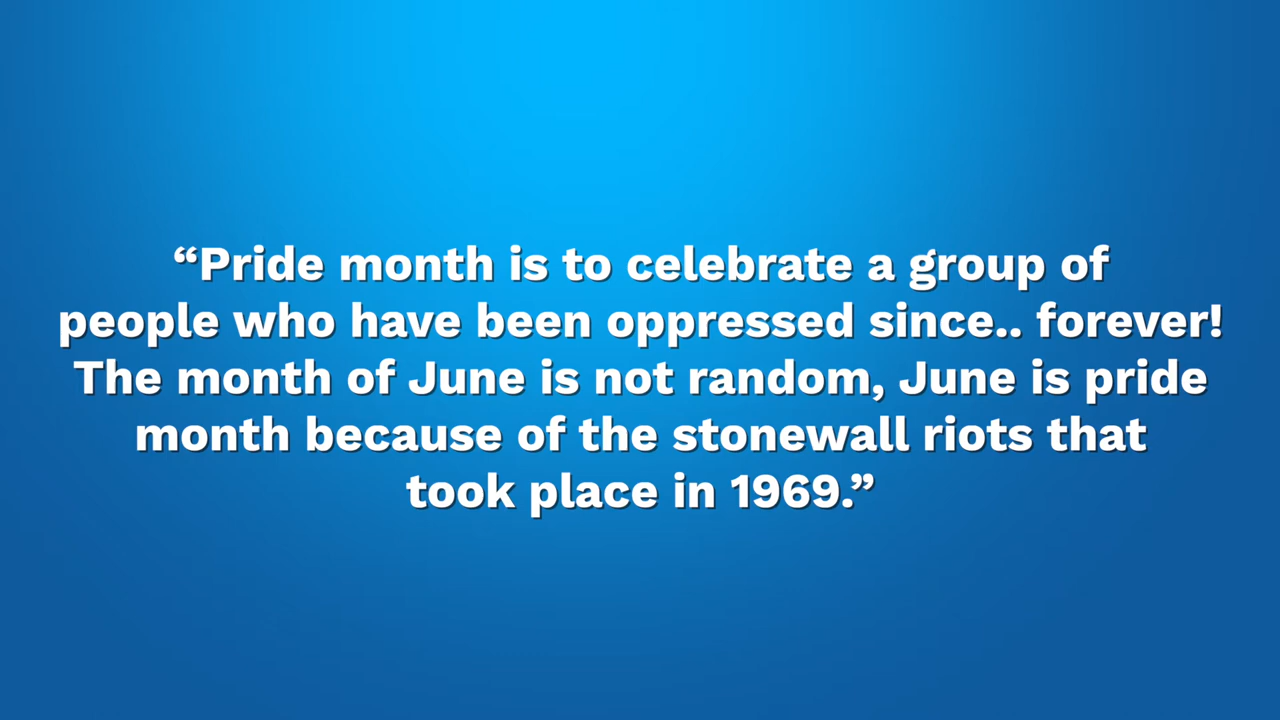 “Pride month is to celebrate a group of
people who have been oppressed since.. forever!
The month of June is not random, June is pride
month because of the stonewall riots that
took place in 1969.”